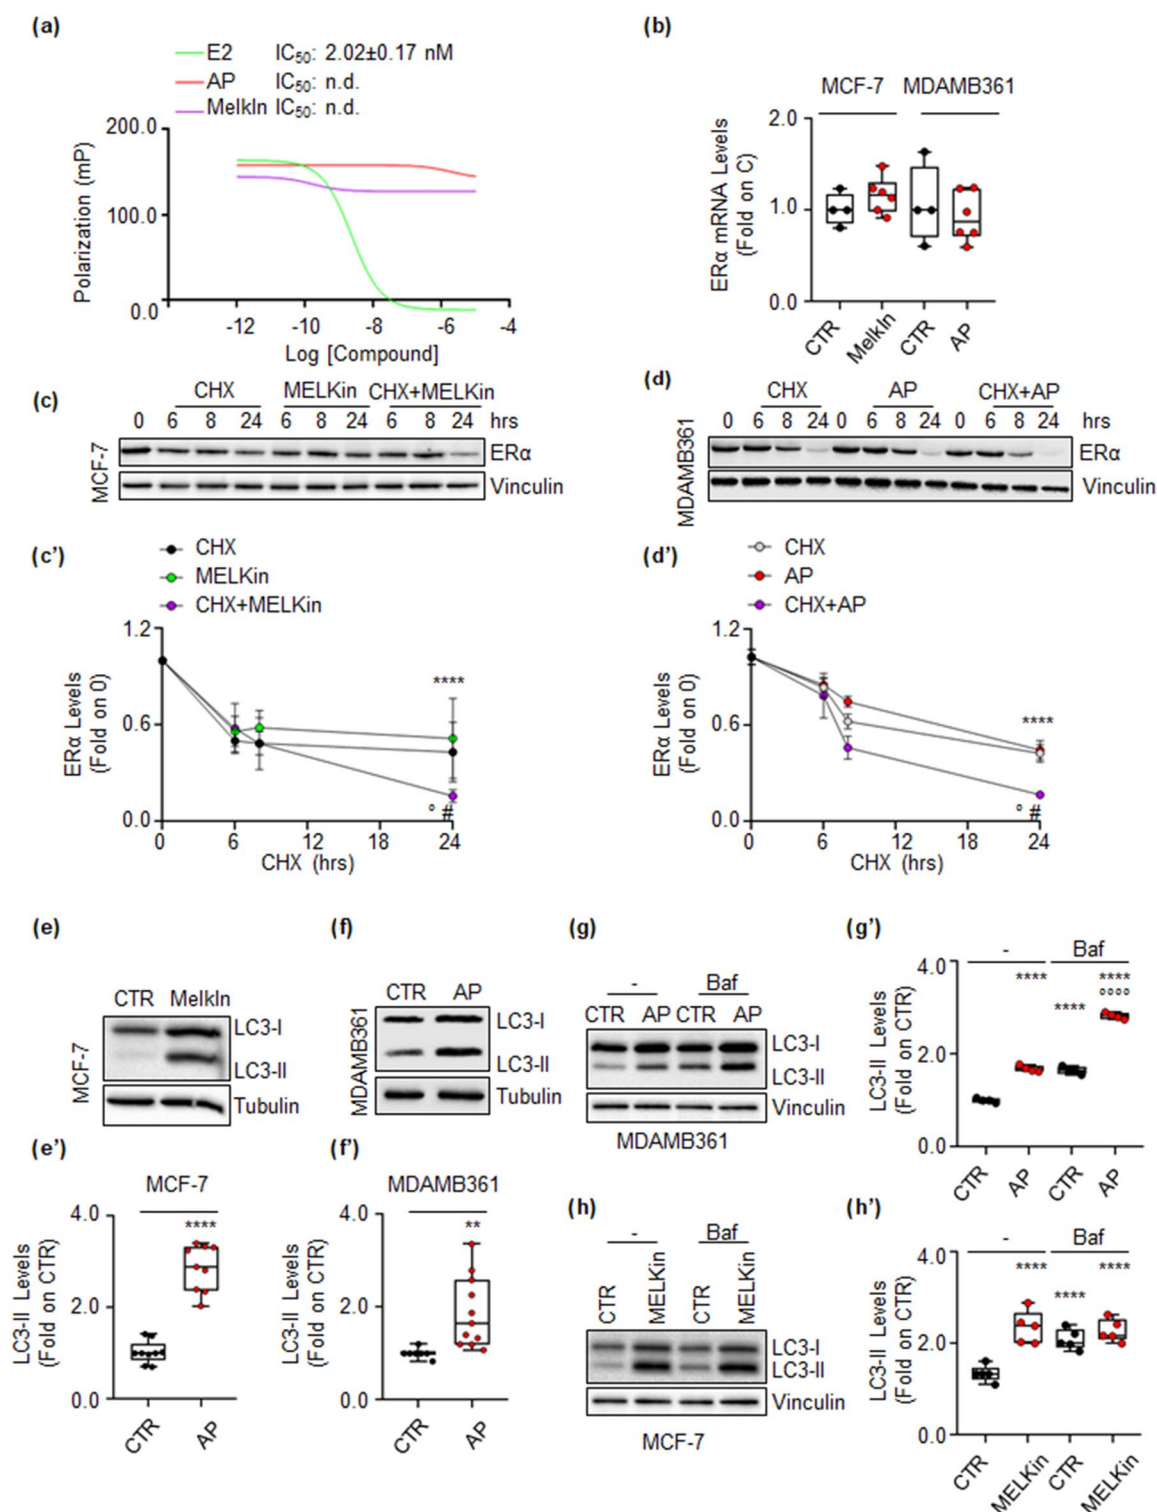 (a)
E2 IC50: 2.02±0.17 nM
AP IC50: n.d.
MelkIn IC50: n.d.
200.0
100.0
0.0
Polarization (mP)
-12 -10 -8 -6 -4
Log [Compound]
(b)
MCF-7 MDAMB361
2.0
1.0
0.0
ERα mRNA Levels
(Fold on C)
CTR MelkIn CTR AP
(c)
CHX MELKin CHX+MELKin
0 6 8 24 6 8 24 6 8 24 hrs
MCF-7
ERα
Vinculin
(d)
CHX AP CHX+AP
0 6 8 24 0 6 8 24 0 6 8 24 hrs
MDAMB361
ERα
Vinculin
(c’)
CHX
MELKin
CHX+MELKin
1.2
0.6
0.0
ERα Levels
(Fold on 0)
****
° #
0 6 12 18 24
CHX (hrs)
(d’)
CHX
AP
CHX+AP
1.2
0.6
0.0
ERα Levels
(Fold on 0)
****
° #
0 6 12 18 24
CHX (hrs)
(e)
CTR MelkIn
MCF-7
LC3-I
LC3-II
Tubulin
(f)
CTR AP
MDAMB361
LC3-I
LC3-II
Tubulin
(g)
- Baf
CTR AP CTR AP
LC3-I
LC3-II
Vinculin
MDAMB361
(g’)
- Baf
4.0
2.0
0.0
LC3-II Levels
(Fold on CTR)
**** **** ****
°°°°
CTR AP CTR AP
(e’)
MCF-7
4.0
2.0
0.0
LC3-II Levels
(Fold on CTR)
****
CTR AP
(f’)
MDAMB361
4.0
2.0
0.0
LC3-II Levels
(Fold on CTR)
**
CTR AP
(h)
- Baf
CTR MELKin CTR MELKin
LC3-I
LC3-II
Vinculin
MCF-7
(h’)
- Baf
4.0
2.0
0.0
LC3-II Levels
(Fold on CTR)
**** **** ****
CTR MELKin CTR MELKin